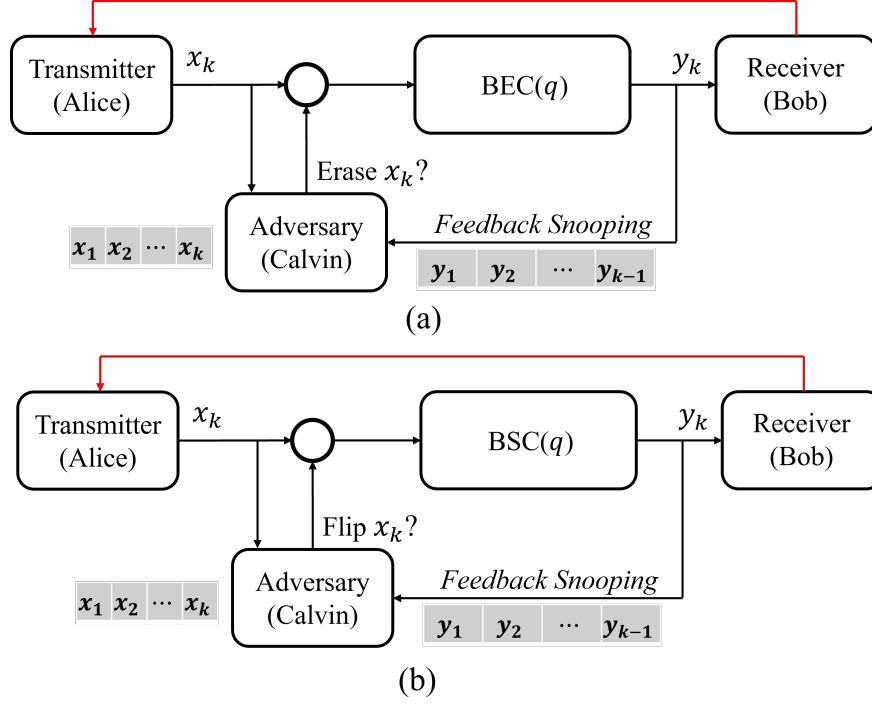 Transmitter
(Alice)
x_k
BEC(q)
y_k
Receiver
(Bob)
Erase x_k?
Adversary
(Calvin)
Feedback Snooping
x_1 x_2 ⋯ x_k
y_1 y_2 ⋯ y_{k-1}
(a)
Transmitter
(Alice)
x_k
BSC(q)
y_k
Receiver
(Bob)
Flip x_k?
Adversary
(Calvin)
Feedback Snooping
x_1 x_2 ⋯ x_k
y_1 y_2 ⋯ y_{k-1}
(b)